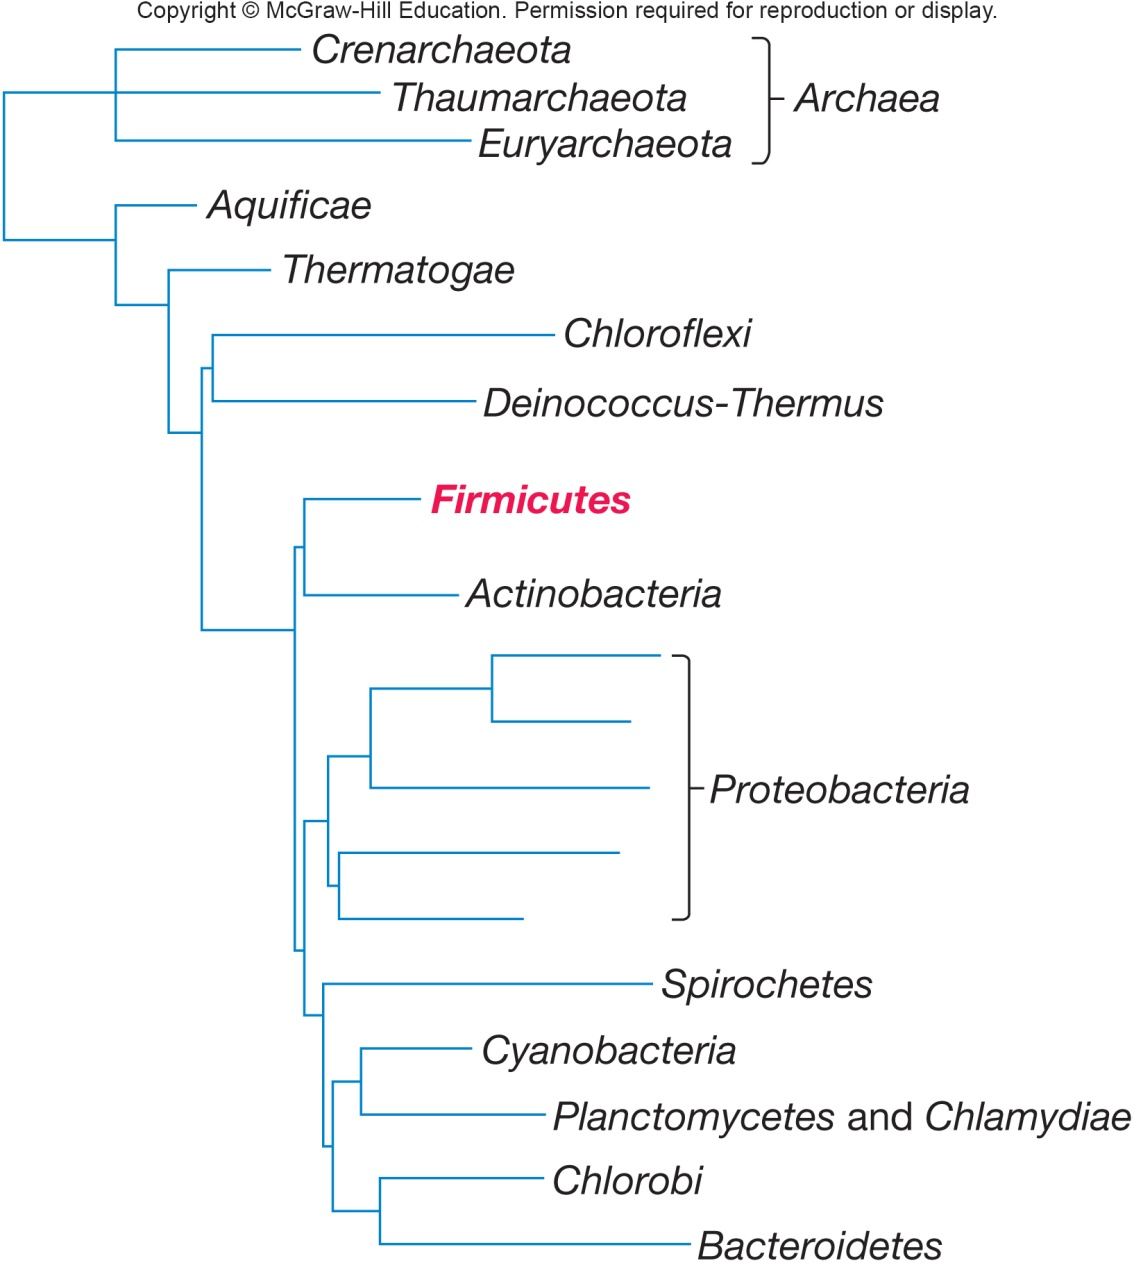 Copyright © McGraw-Hill Education. Permission required for reproduction or display.
Crenarchaeota
Thaumarchaeota
Archaea
Euryarchaeota
Aquificae
Thermatogae
Chloroflexi
Deinococcus-Thermus
Firmicutes
Actinobacteria
Proteobacteria
Spirochetes
Cyanobacteria
Planctomycetes and Chlamydiae
Chlorobi
Bacteroidetes